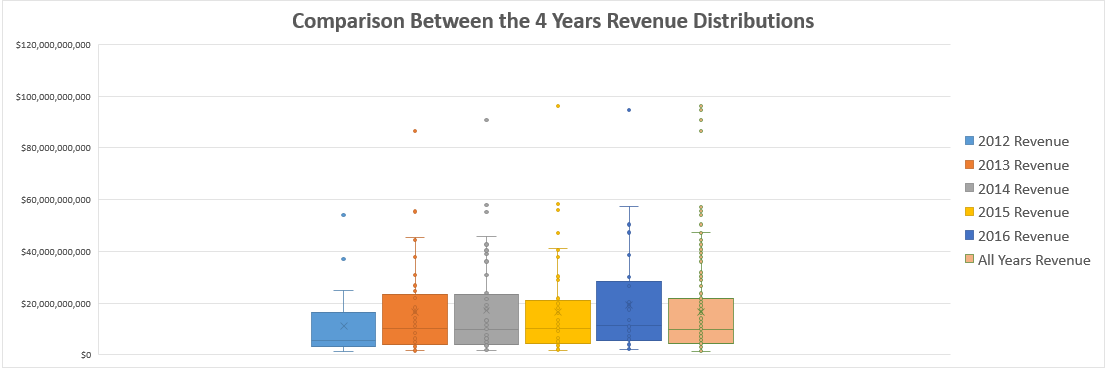 Comparison Between the 4 Years Revenue Distributions
$120,000,000,000
$100,000,000,000
$80,000,000,000
$60,000,000,000
$40,000,000,000
$20,000,000,000
$0
2012 Revenue
2013 Revenue
2014 Revenue
2015 Revenue
2016 Revenue
All Years Revenue